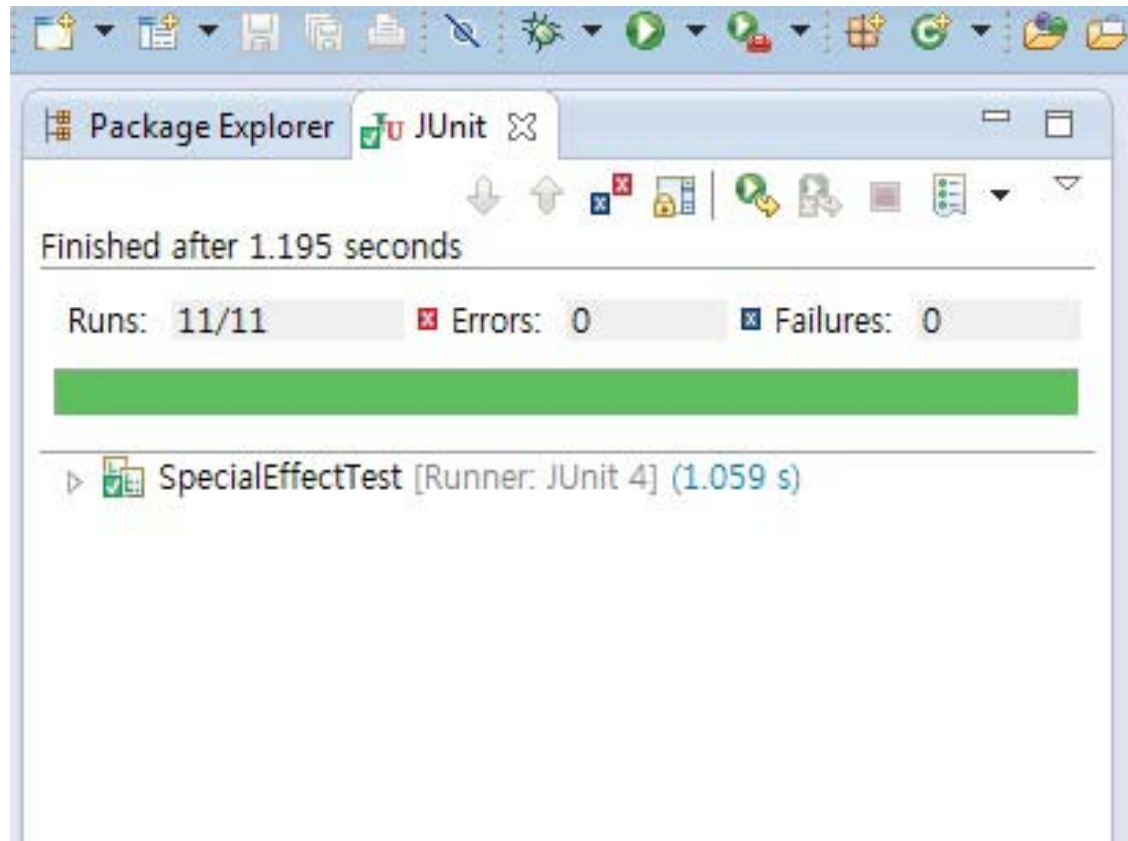 Package Explorer JUnit
Finished after 1.195 seconds
Runs: 11/11 Errors: 0 Failures: 0
SpecialEffectTest [Runner: JUnit 4] (1.059 s)